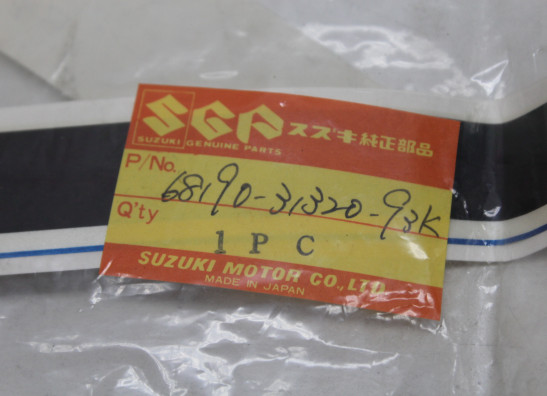 SGP スズキ純正部品
SUZUKI GENUINE PARTS
P/No. 68190-31320-93K
Q'ty 1 P C
SUZUKI MOTOR CO., LTD.
MADE IN JAPAN